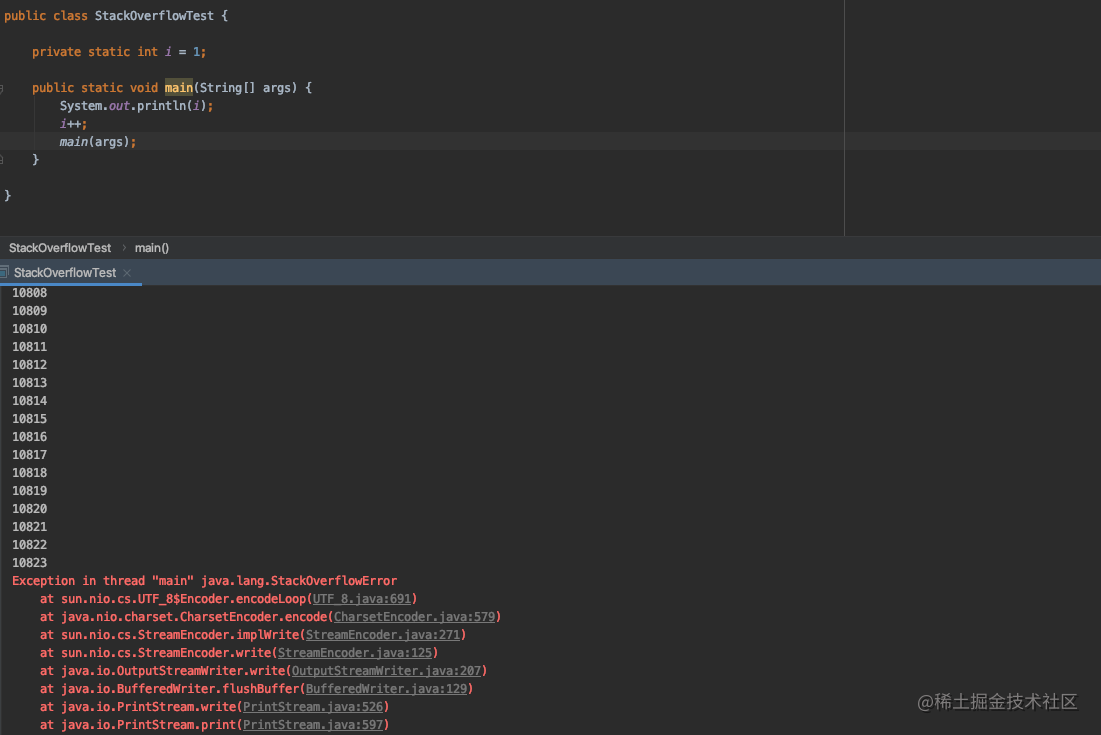 public class StackOverflowTest {
private static int i = 1;
public static void main(String[] args) {
System.out.println(i);
i++;
main(args);
}
}
StackOverflowTest › main()
StackOverflowTest ×
10808
10809
10810
10811
10812
10813
10814
10815
10816
10817
10818
10819
10820
10821
10822
10823
Exception in thread "main" java.lang.StackOverflowError
at sun.nio.cs.UTF_8$Encoder.encodeLoop(UTF_8.java:691)
at java.nio.charset.CharsetEncoder.encode(CharsetEncoder.java:579)
at sun.nio.cs.StreamEncoder.implWrite(StreamEncoder.java:271)
at sun.nio.cs.StreamEncoder.write(StreamEncoder.java:125)
at java.io.OutputStreamWriter.write(OutputStreamWriter.java:207)
at java.io.BufferedWriter.flushBuffer(BufferedWriter.java:129)
at java.io.PrintStream.write(PrintStream.java:526)
at java.io.PrintStream.print(PrintStream.java:597)
@稀土掘金技术社区